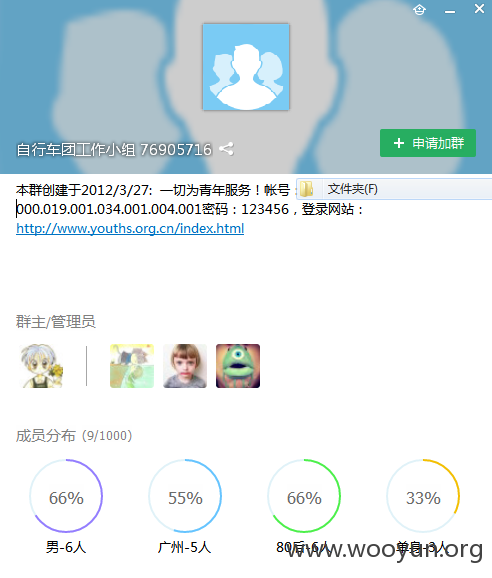 自行车团工作小组 76905716
+ 申请加群
本群创建于2012/3/27: 一切为青年服务！帐号：
文件夹(F)
000.019.001.034.001.004.001密码：123456，登录网站：
http://www.youths.org.cn/index.html
群主/管理员
成员分布 (9/1000)
66% 55% 66% 33%
男-6人 广州-5人 80后-6人 单身-3人
www.wooyun.org